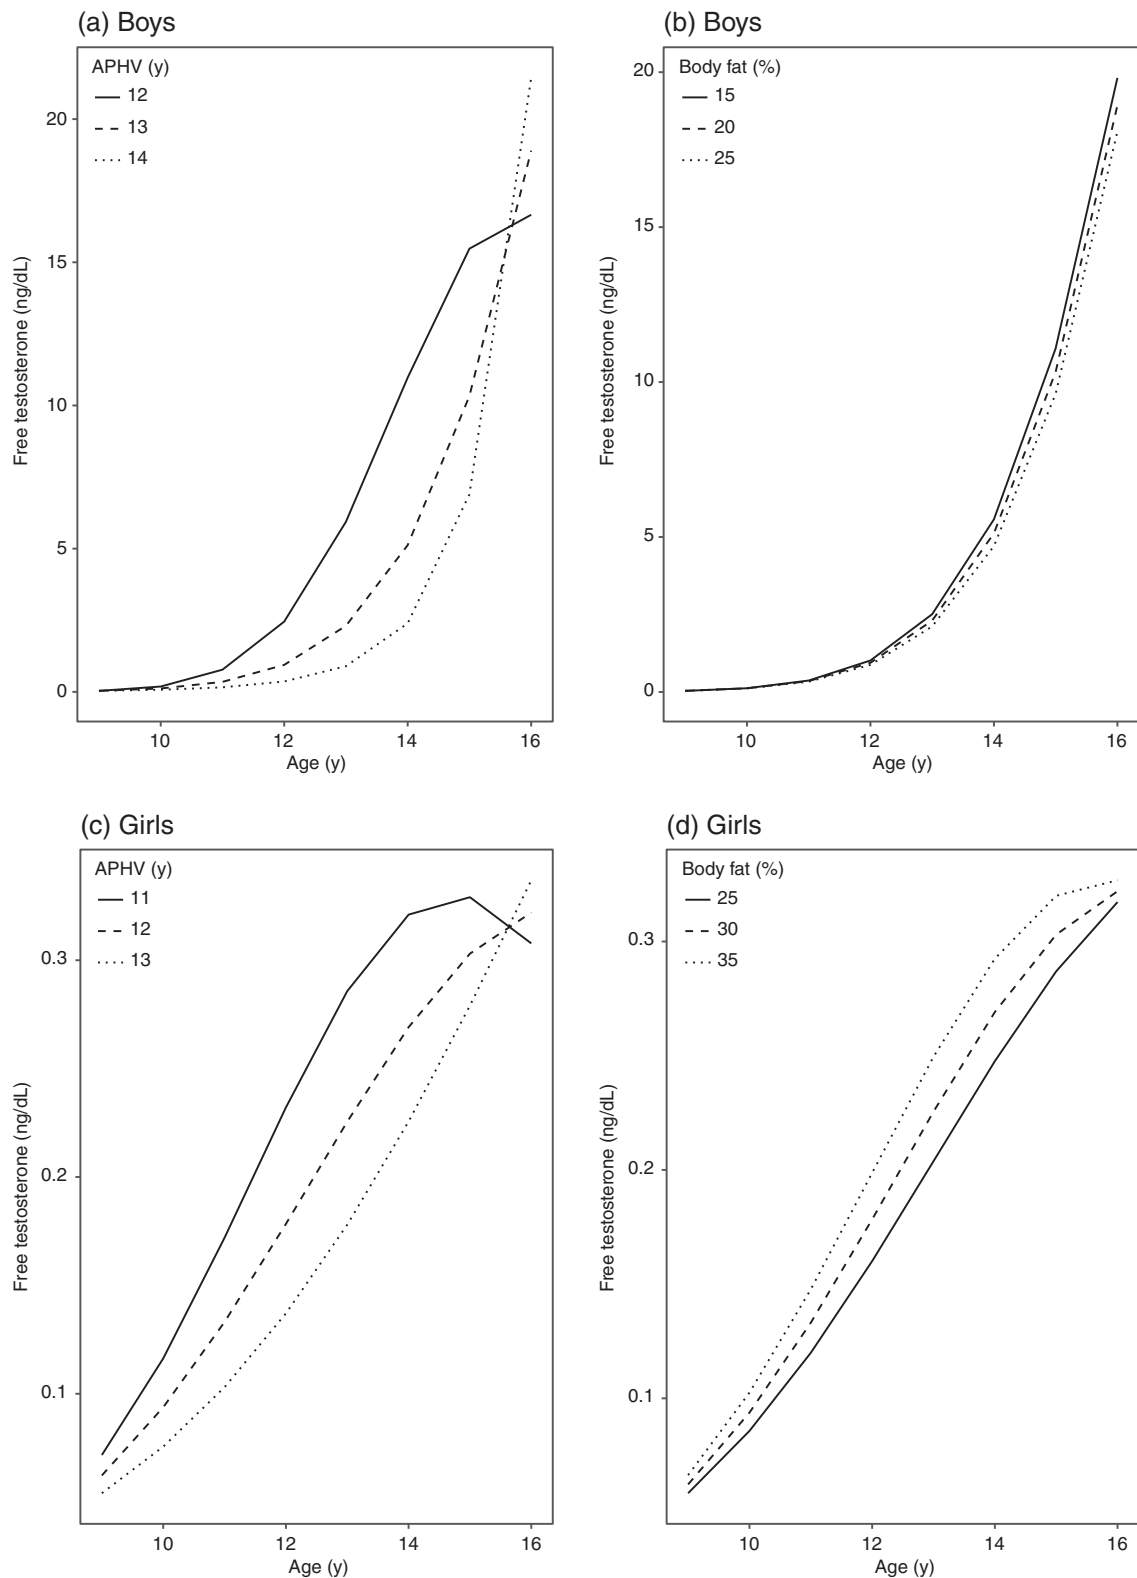 (a) Boys
APHV (y)
12
13
14
20
15
10
5
0
Free testosterone (ng/dL)
10 12 14 16
Age (y)
(b) Boys
Body fat (%)
15
20
25
20
15
10
5
0
Free testosterone (ng/dL)
10 12 14 16
Age (y)
(c) Girls
APHV (y)
11
12
13
0.3
0.2
0.1
Free testosterone (ng/dL)
10 12 14 16
Age (y)
(d) Girls
Body fat (%)
25
30
35
0.3
0.2
0.1
Free testosterone (ng/dL)
10 12 14 16
Age (y)